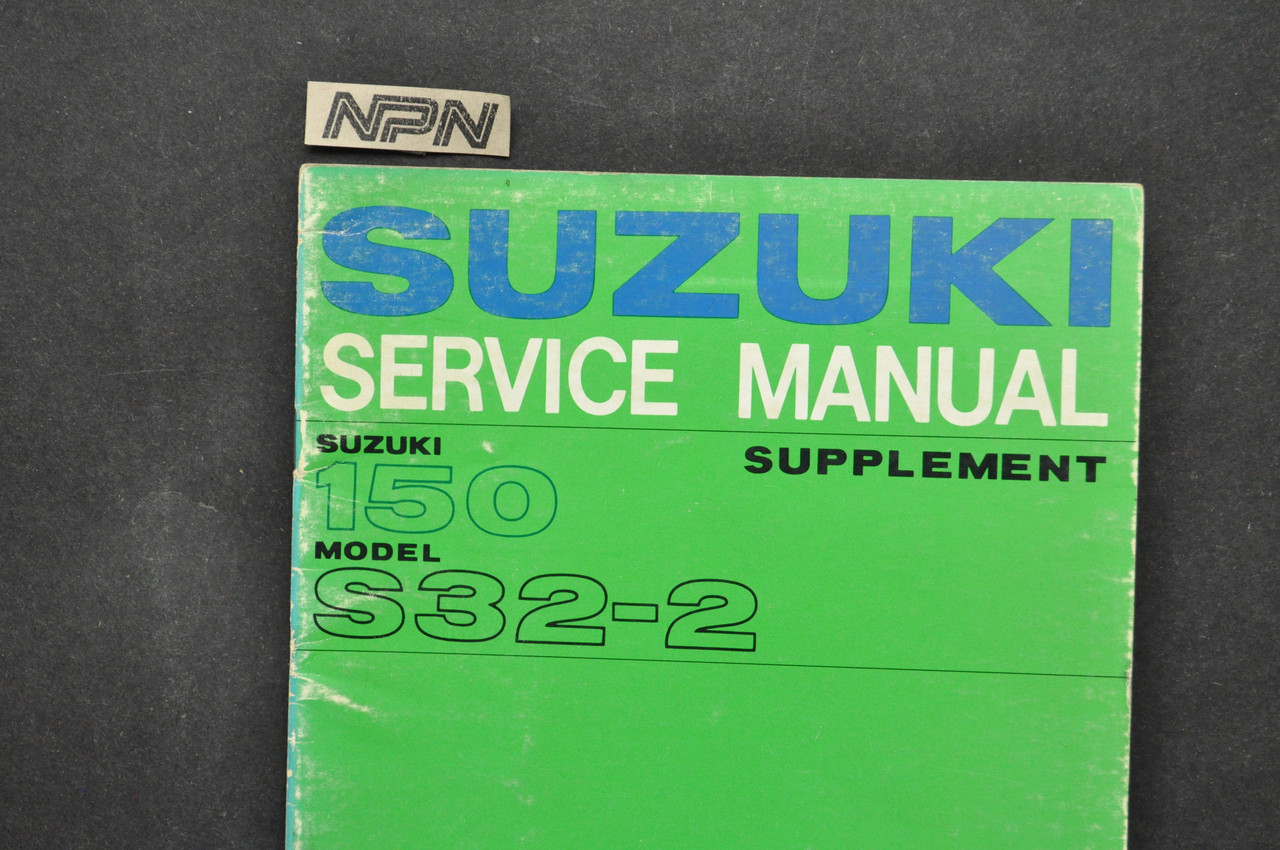 NPN
SUZUKI
SERVICE MANUAL
SUZUKI SUPPLEMENT
150
MODEL
S32-2